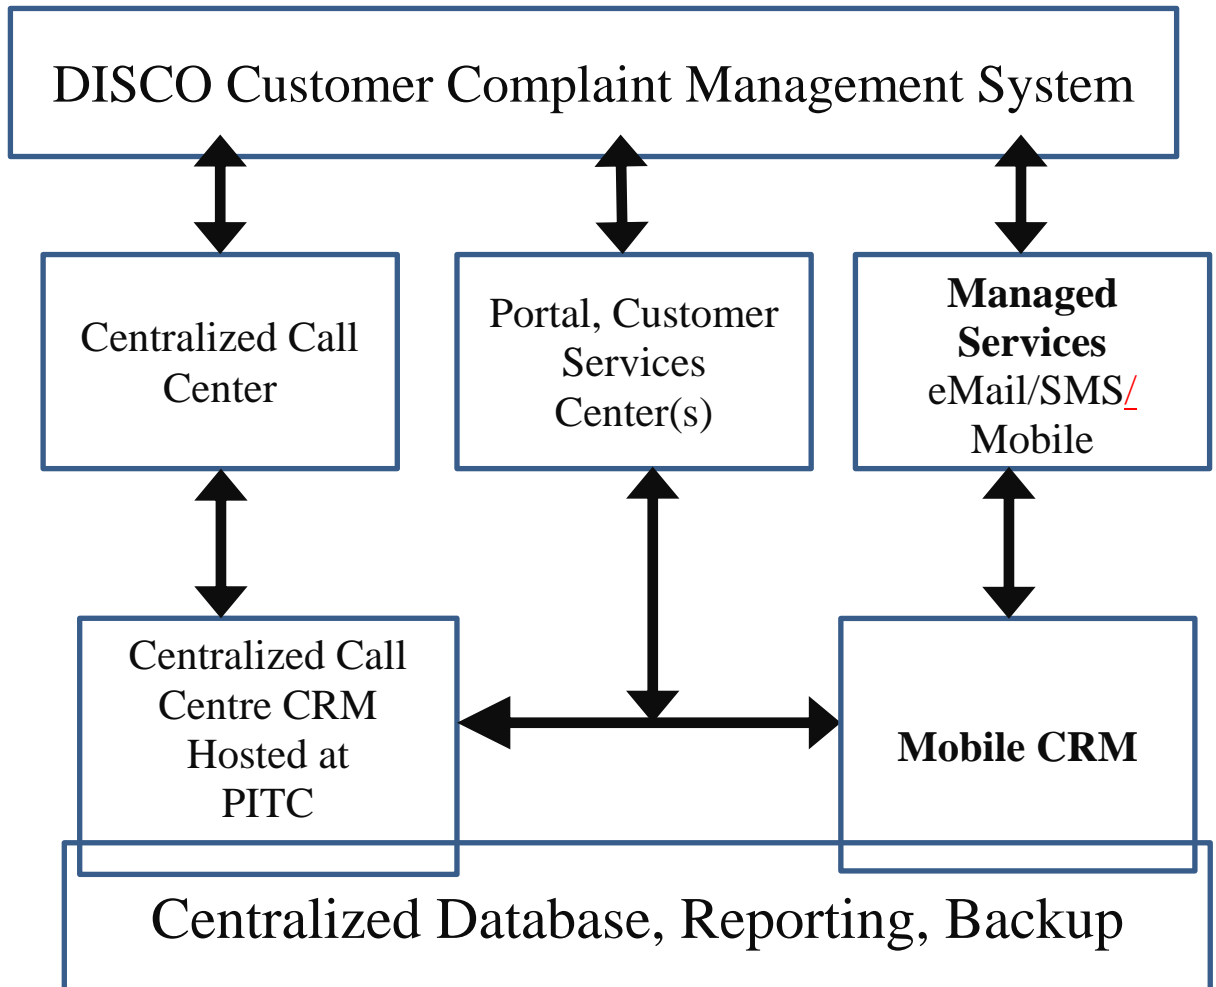 DISCO Customer Complaint Management System
Centralized Call
Center
Portal, Customer
Services
Center(s)
Managed
Services
eMail/SMS/
Mobile
Centralized Call
Centre CRM
Hosted at
PITC
Mobile CRM
Centralized Database, Reporting, Backup